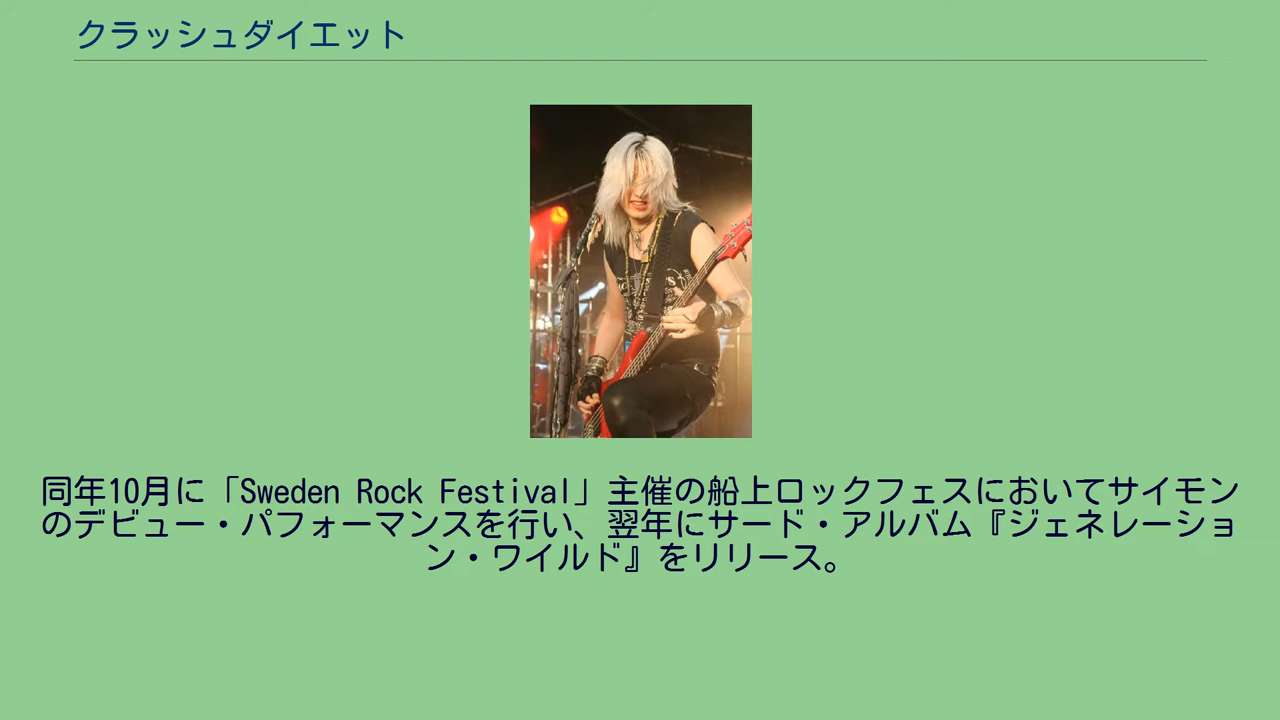 クラッシュダイエット
同年10月に「Sweden Rock Festival」主催の船上ロックフェスにおいてサイモン
のデビュー・パフォーマンスを行い、翌年にサード・アルバム『ジェネレーショ
ン・ワイルド』をリリース。